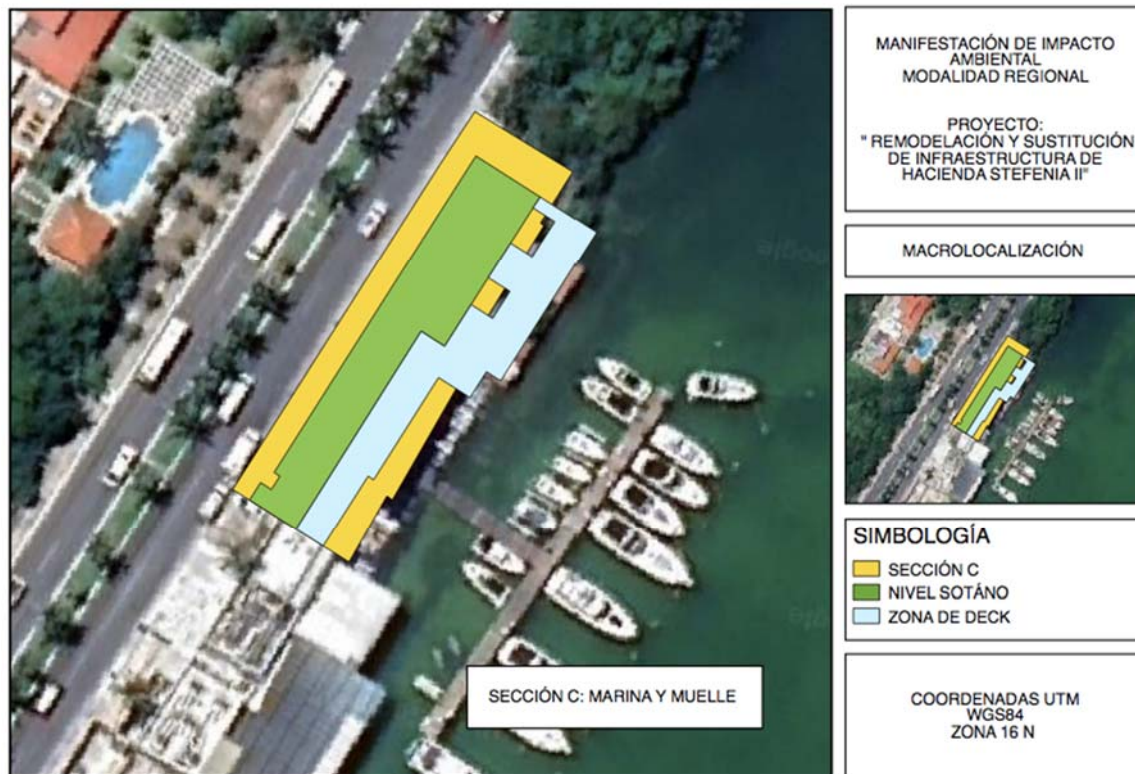 MANIFESTACIÓN DE IMPACTO
AMBIENTAL
MODALIDAD REGIONAL
PROYECTO:
" REMODELACIÓN Y SUSTITUCIÓN
DE INFRAESTRUCTURA DE
HACIENDA STEFENIA II"
MACROLOCALIZACIÓN
SIMBOLOGÍA
SECCIÓN C
NIVEL SOTÁNO
ZONA DE DECK
SECCIÓN C: MARINA Y MUELLE
COORDENADAS UTM
WGS84
ZONA 16 N